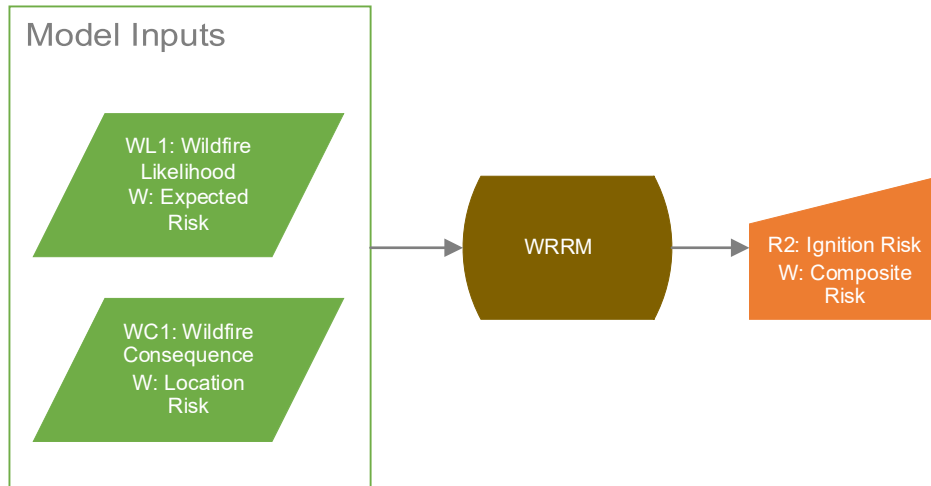 Model Inputs
WL1: Wildfire
Likelihood
W: Expected
Risk
WC1: Wildfire
Consequence
W: Location
Risk
WRRM
R2: Ignition Risk
W: Composite
Risk